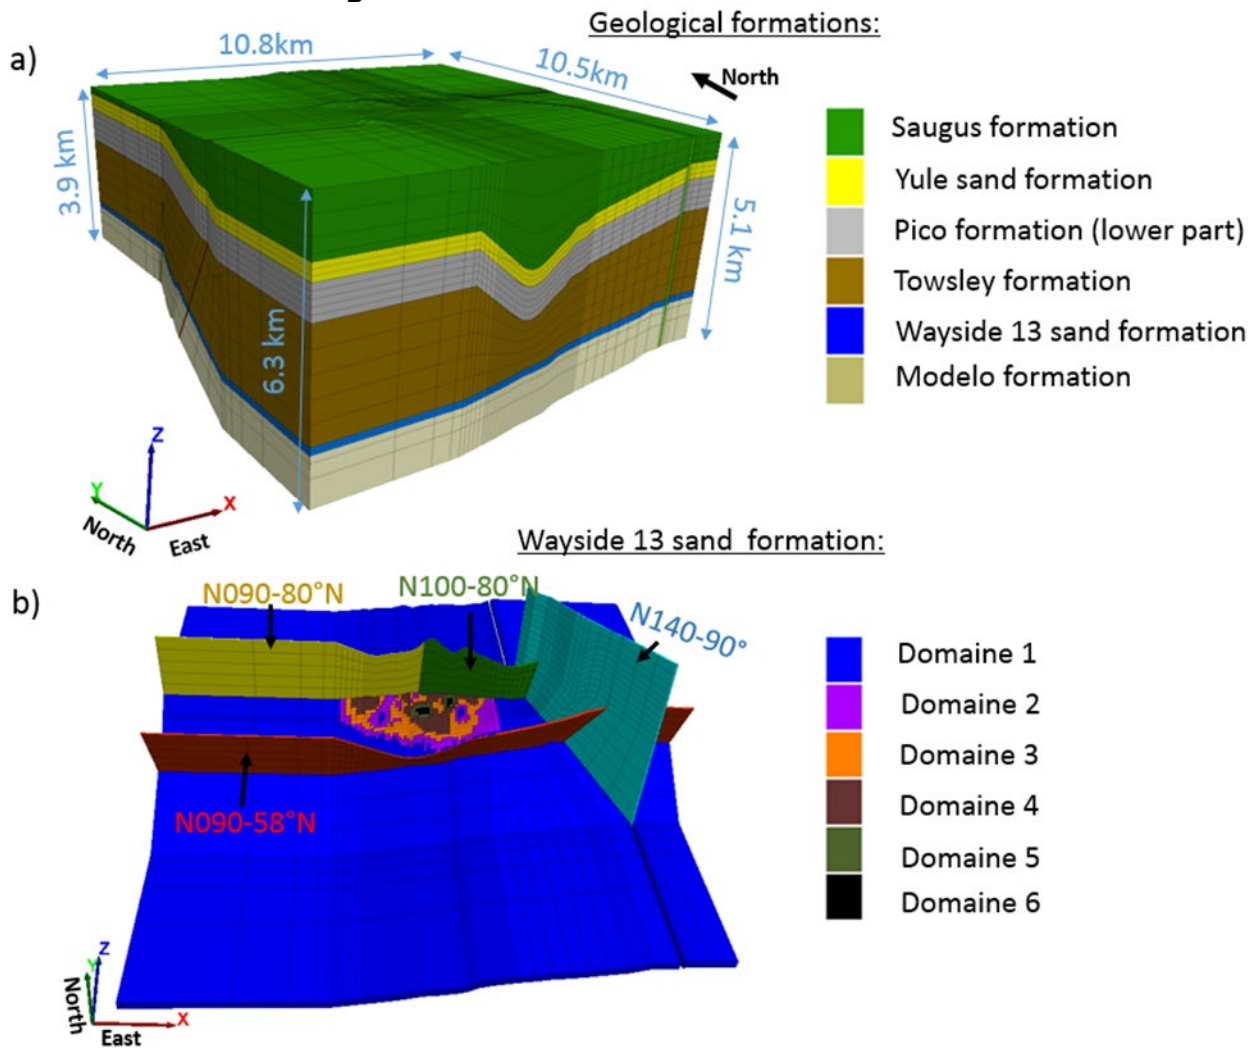 Geological formations:
a)
10.8km
10.5km
North
3.9 km
6.3 km
5.1 km
Saugus formation
Yule sand formation
Pico formation (lower part)
Towsley formation
Wayside 13 sand formation
Modelo formation
Z
Y
X
North
East
Wayside 13 sand formation:
b)
N090-80°N
N100-80°N
N140-90°
N090-58°N
Domaine 1
Domaine 2
Domaine 3
Domaine 4
Domaine 5
Domaine 6
Z
Y
X
North
East